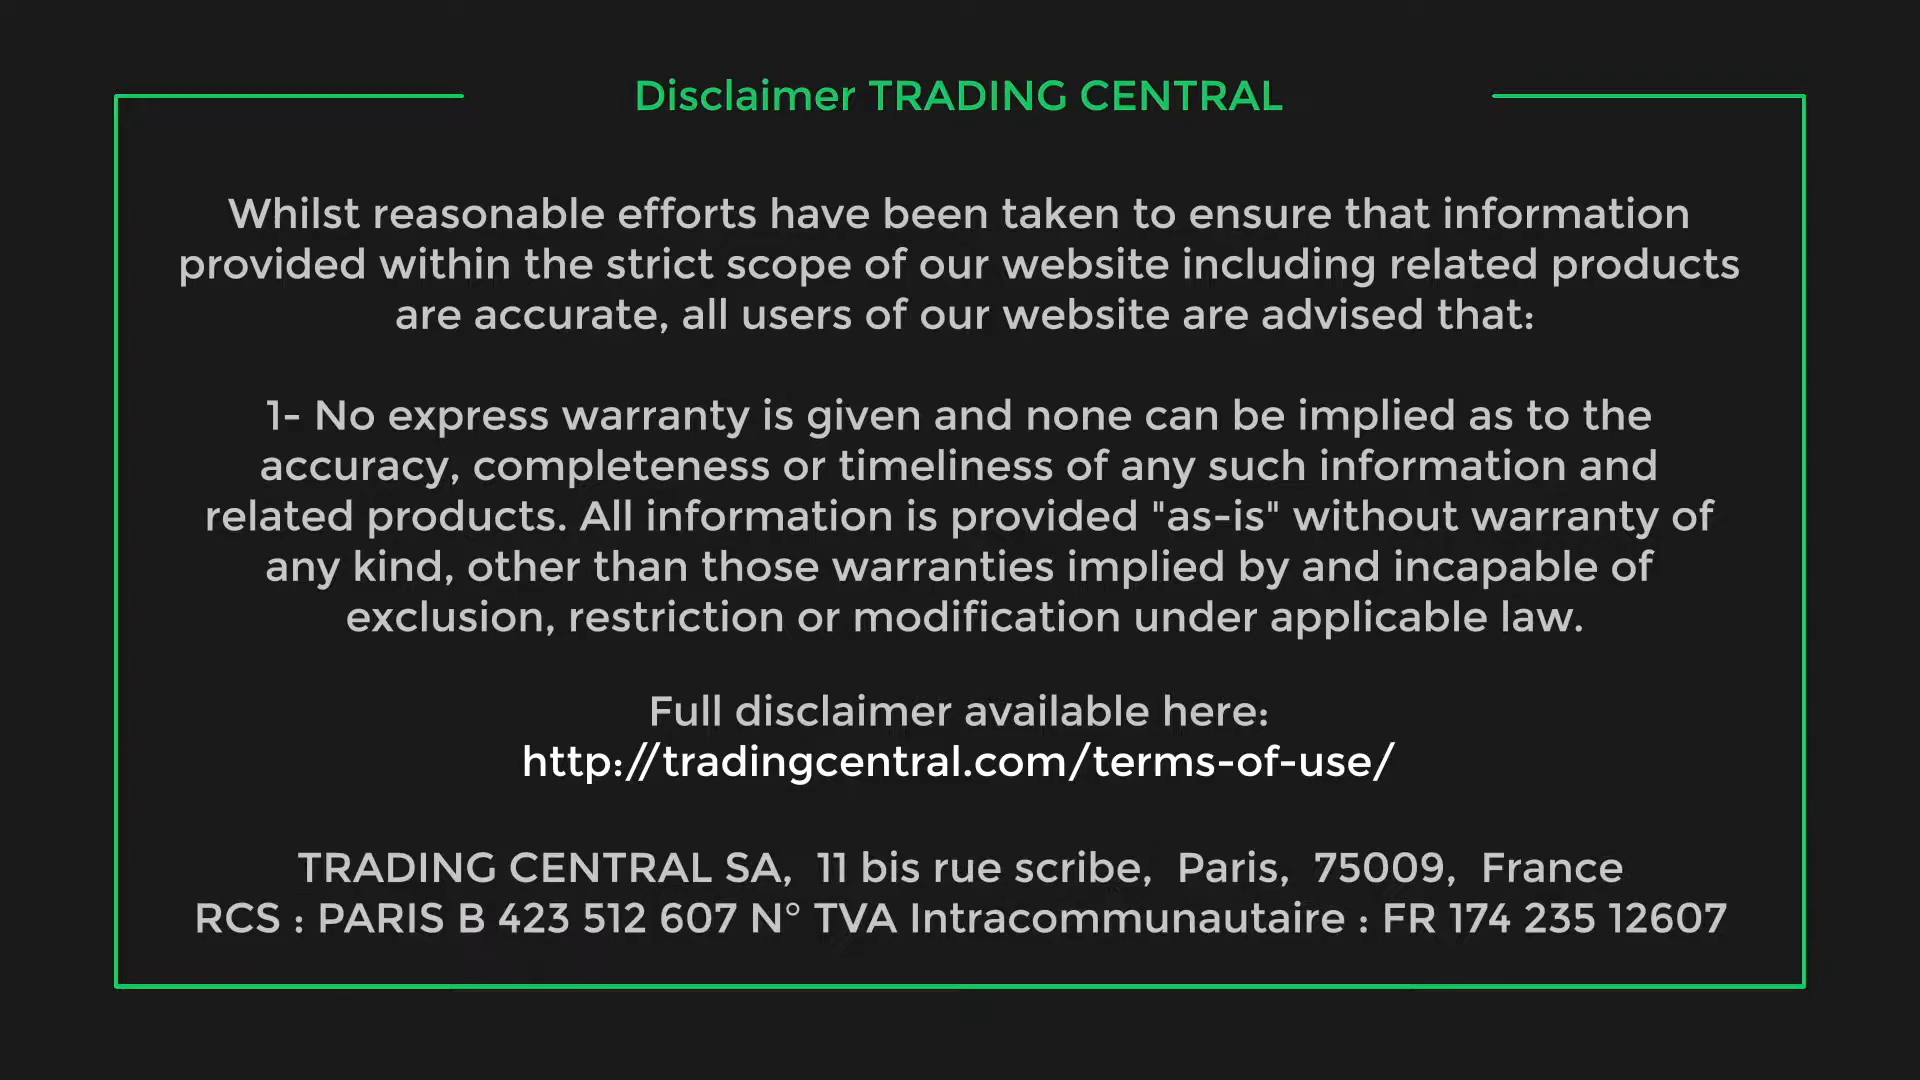 Disclaimer TRADING CENTRAL
Whilst reasonable efforts have been taken to ensure that information
provided within the strict scope of our website including related products
are accurate, all users of our website are advised that:
1- No express warranty is given and none can be implied as to the
accuracy, completeness or timeliness of any such information and
related products. All information is provided "as-is" without warranty of
any kind, other than those warranties implied by and incapable of
exclusion, restriction or modification under applicable law.
Full disclaimer available here:
http://tradingcentral.com/terms-of-use/
TRADING CENTRAL SA, 11 bis rue scribe, Paris, 75009, France
RCS : PARIS B 423 512 607 N° TVA Intracommunautaire : FR 174 235 12607